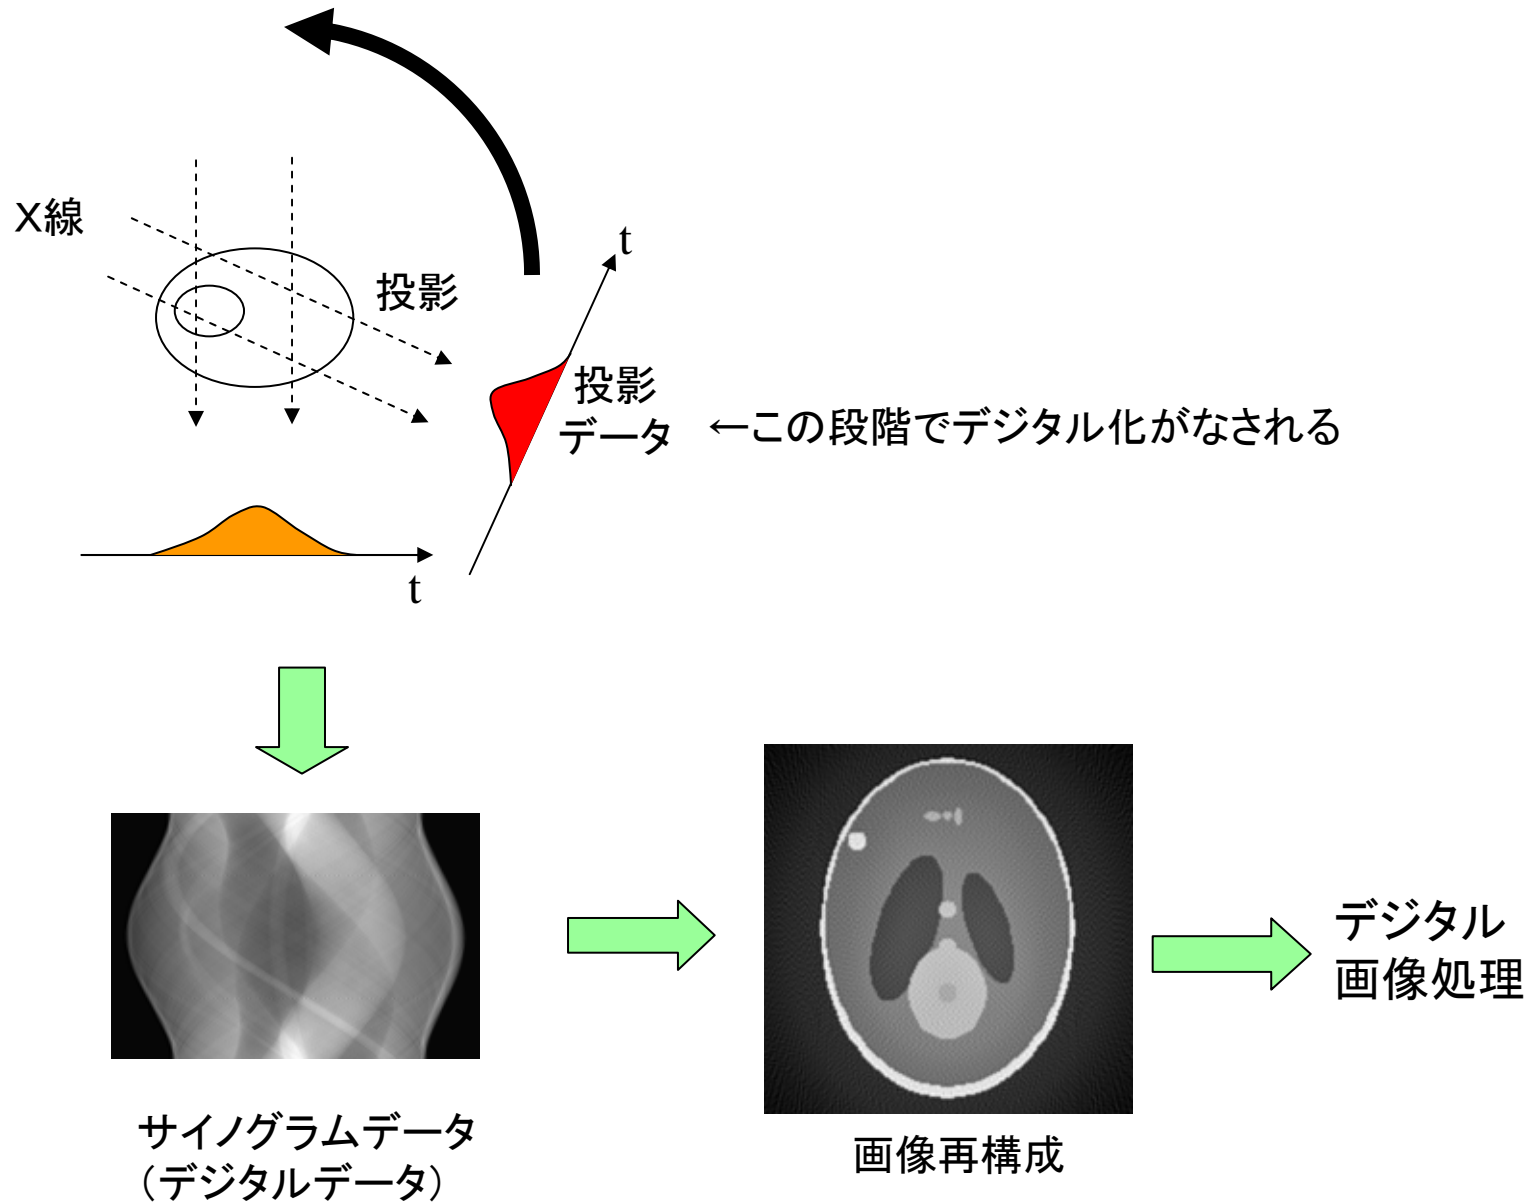 X線
投影
t
投影
データ
←この段階でデジタル化がなされる
t
サイノグラムデータ
（デジタルデータ）
画像再構成
デジタル
画像処理